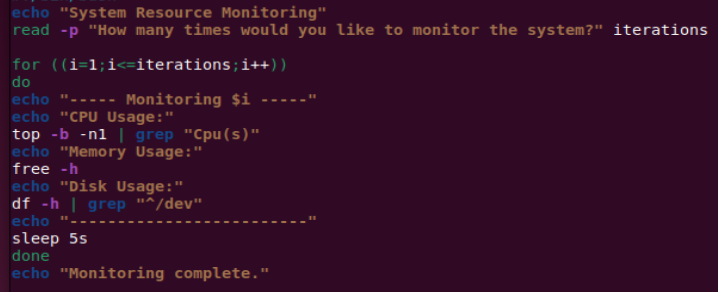 echo "System Resource Monitoring"
read -p "How many times would you like to monitor the system?" iterations
for ((i=1;i<=iterations;i++))
do
echo "----- Monitoring $i -----"
echo "CPU Usage:"
top -b -n1 | grep "Cpu(s)"
echo "Memory Usage:"
free -h
echo "Disk Usage:"
df -h | grep "^/dev"
echo "-------------------------"
sleep 5s
done
echo "Monitoring complete."